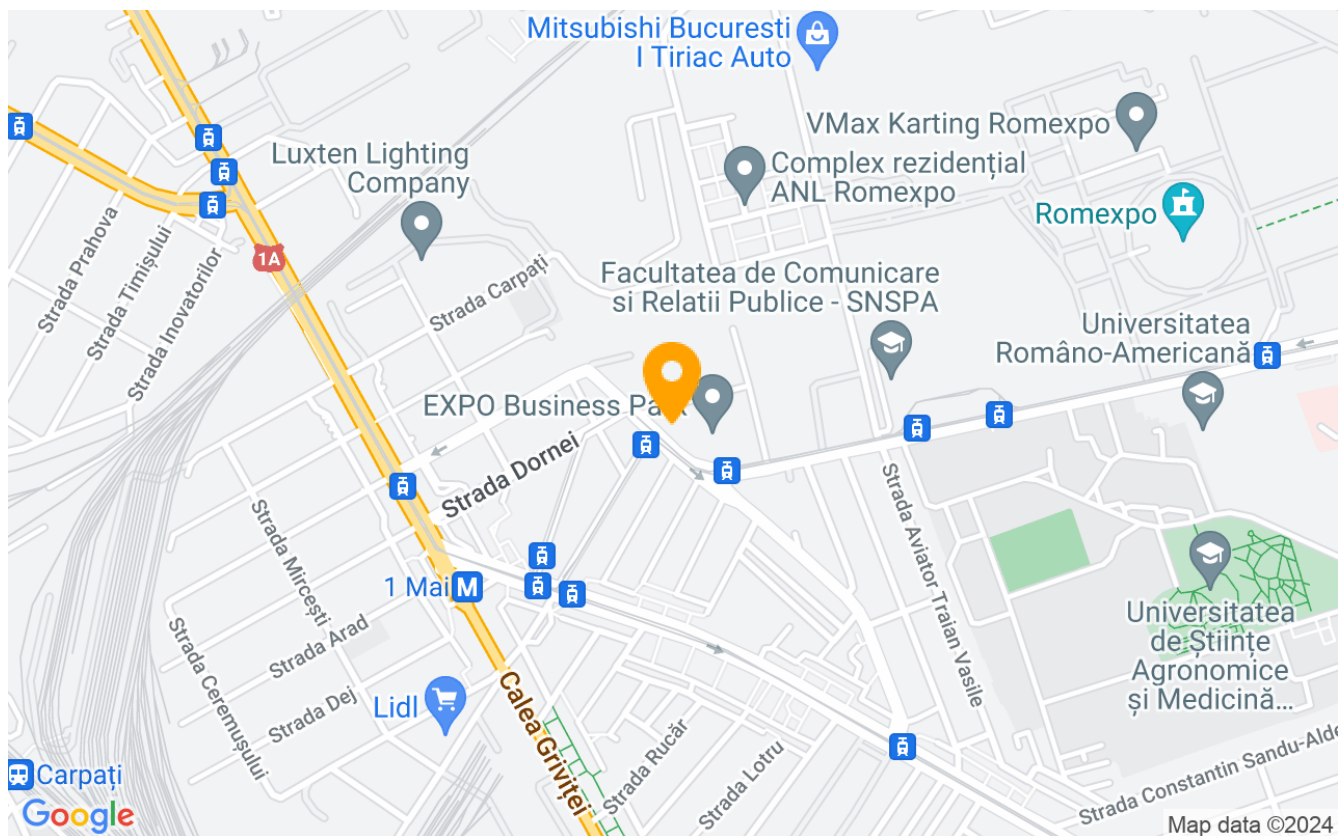 Mitsubishi Bucuresti
I Tiriac Auto
VMax Karting Romexpo
Luxten Lighting
Company
Complex rezidențial
ANL Romexpo
Romexpo
1A
Strada Prahova
Strada Timișului
Strada Inovatorilor
Strada Carpați
Facultatea de Comunicare
si Relatii Publice - SNSPA
Universitatea
Româno-Americană
EXPO Business Park
Strada Dornei
Strada Mircești
Strada Aviator Traian Vasile
1 Mai
M
Strada Arad
Strada Ceremușului
Strada Dej
Lidl
Calea Griviței
Strada Rucăr
Strada Lotru
Universitatea
de Științe
Agronomice
și Medicină...
Strada Constantin Sandu-Alde
Carpați
Google
Map data ©2024